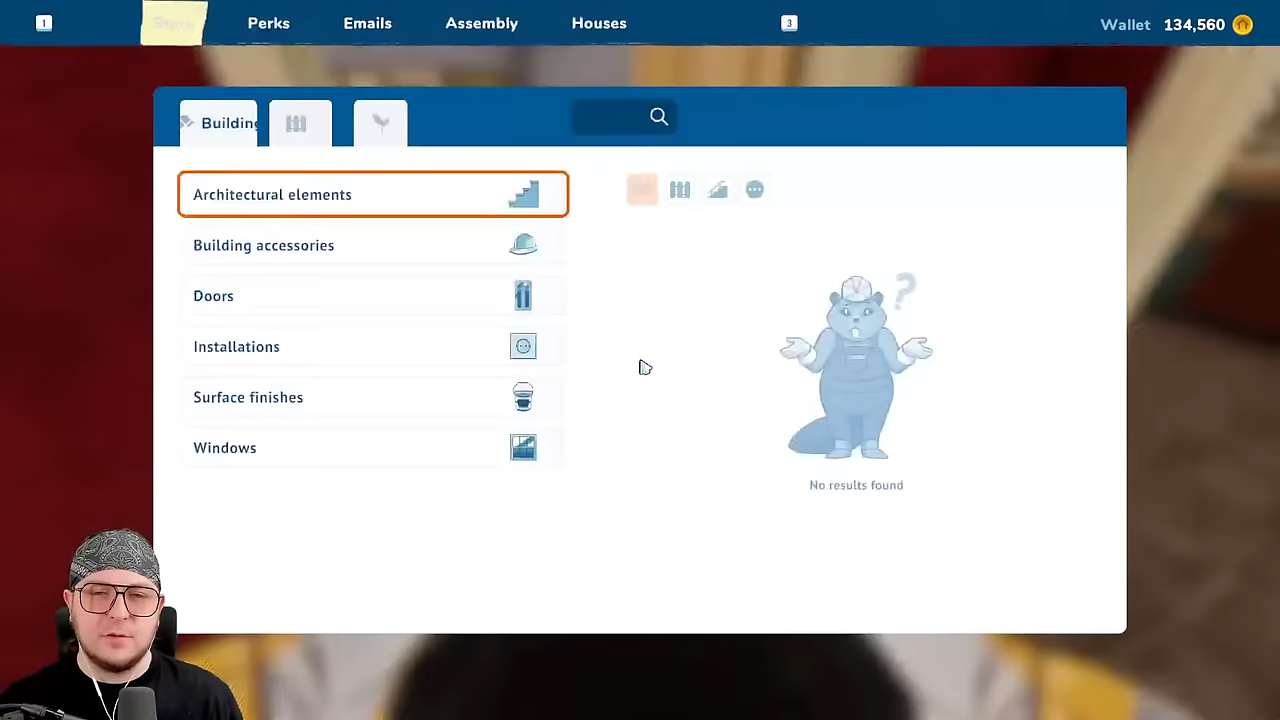 1
Store
Perks
Emails
Assembly
Houses
3
Wallet 134,560
Building
Architectural elements
Building accessories
Doors
Installations
Surface finishes
Windows
?
No results found